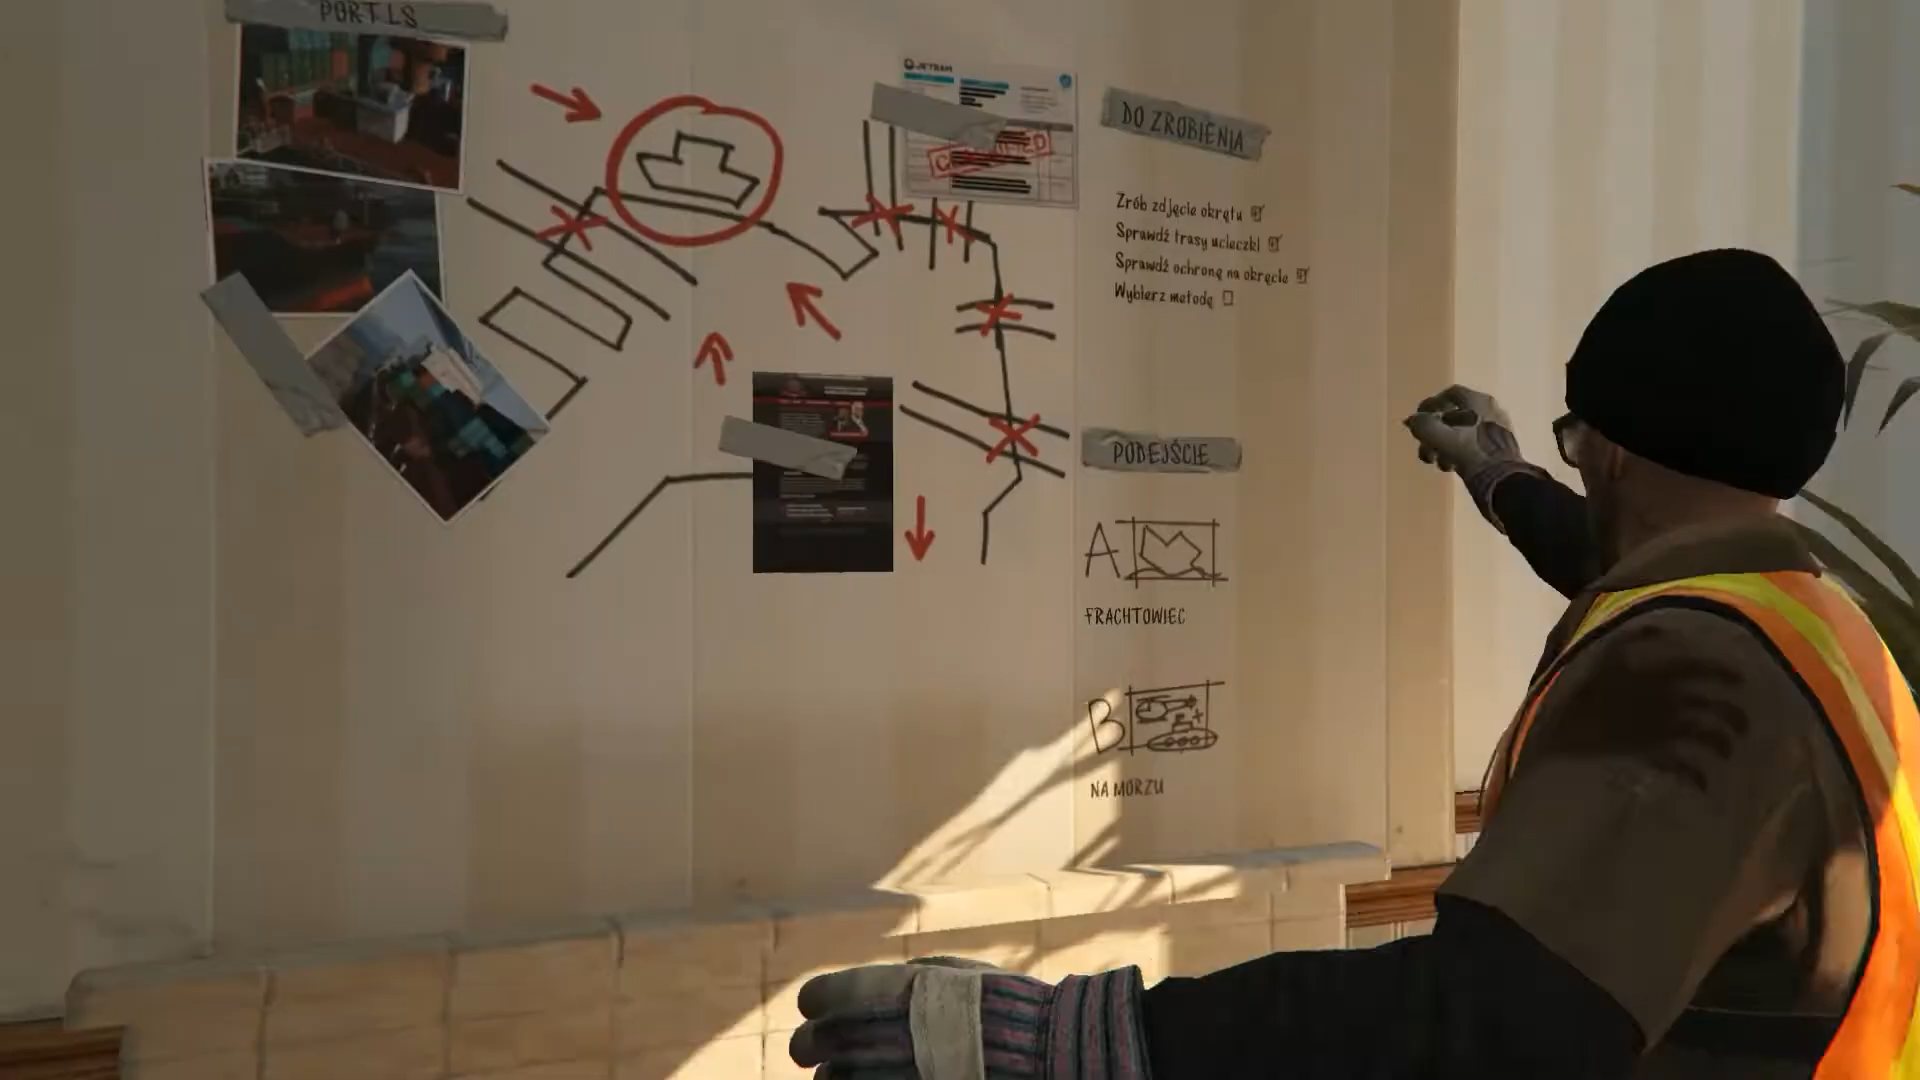 PORT LS
DO ZROBIENIA
Zrób zdjęcie okrętu
Sprawdź trasy ucieczki
Sprawdź ochronę na okręcie
Wybierz metodę
PODEJŚCIE
A
FRACHTOWIEC
B
NA MORZU